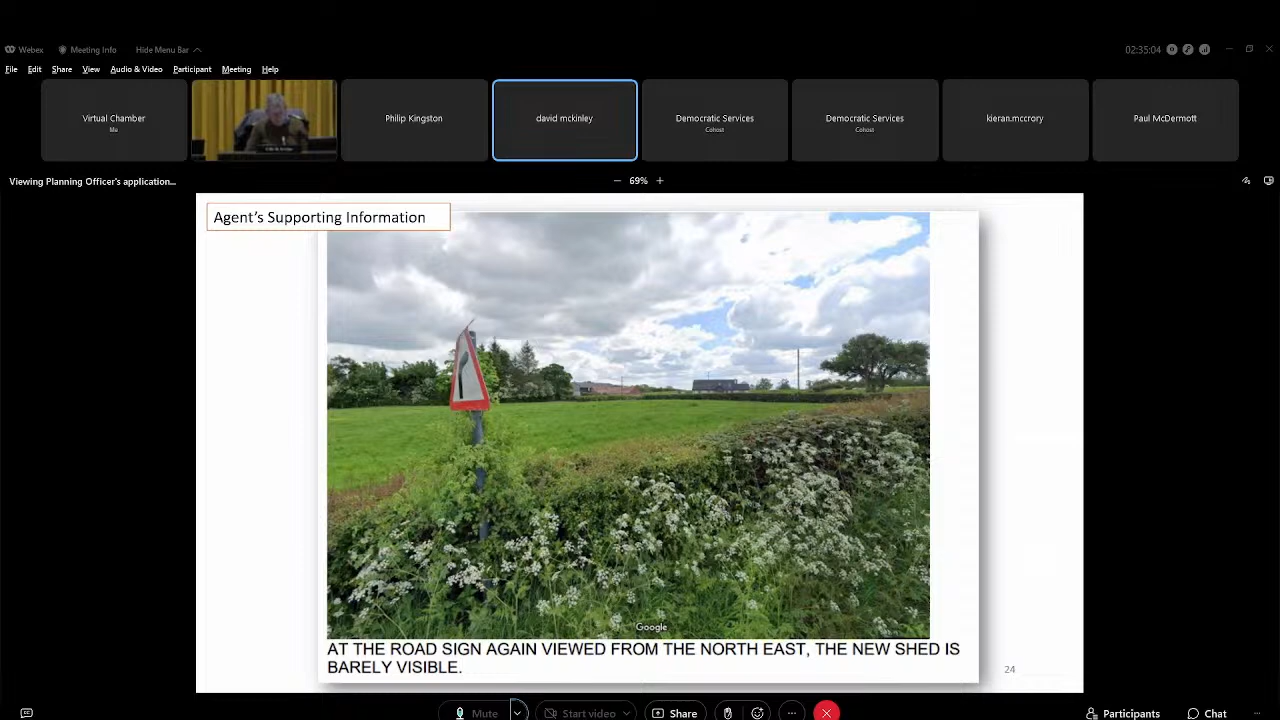 Webex
Meeting Info
Hide Menu Bar
02:35:04
File Edit Share View Audio & Video Participant Meeting Help
Virtual Chamber
Me
Philip Kingston
david mckinley
Democratic Services
Cohost
Democratic Services
Cohost
kieran.mccrory
Paul McDermott
Viewing Planning Officer's application...
69%
Agent's Supporting Information
Google
AT THE ROAD SIGN AGAIN VIEWED FROM THE NORTH EAST, THE NEW SHED IS
BARELY VISIBLE.
24
Mute
Start video
Share
Participants
Chat